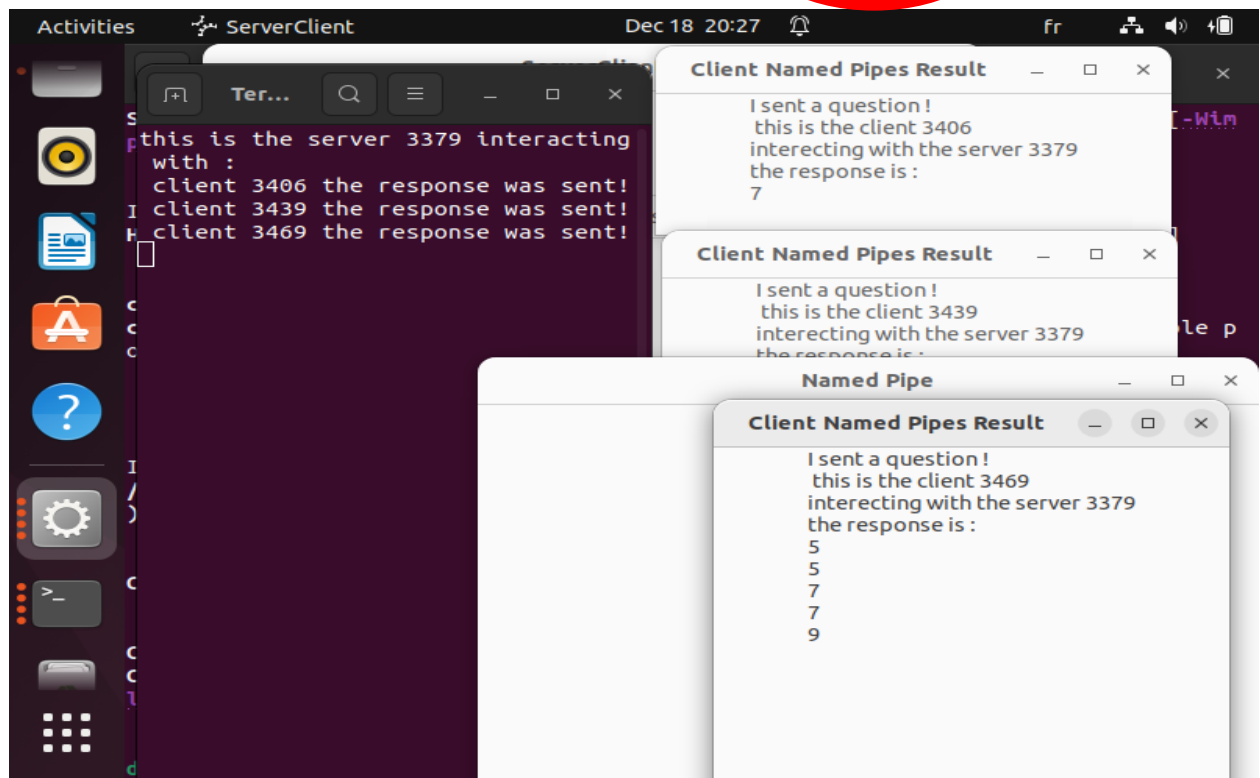 Activities
ServerClient
Dec 18 20:27
fr
Ter...
this is the server 3379 interacting
with :
client 3406 the response was sent!
client 3439 the response was sent!
client 3469 the response was sent!
Client Named Pipes Result
I sent a question !
this is the client 3406
interecting with the server 3379
the response is :
7
[-Wim
Client Named Pipes Result
I sent a question !
this is the client 3439
interecting with the server 3379
the response is :
ple p
Named Pipe
Client Named Pipes Result
I sent a question !
this is the client 3469
interecting with the server 3379
the response is :
5
5
7
7
9